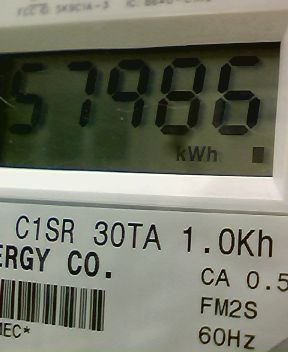 57986
kWh
C1SR 30TA 1.0Kh
ERGY CO.
CA 0.5
FM2S
MEC*
60Hz